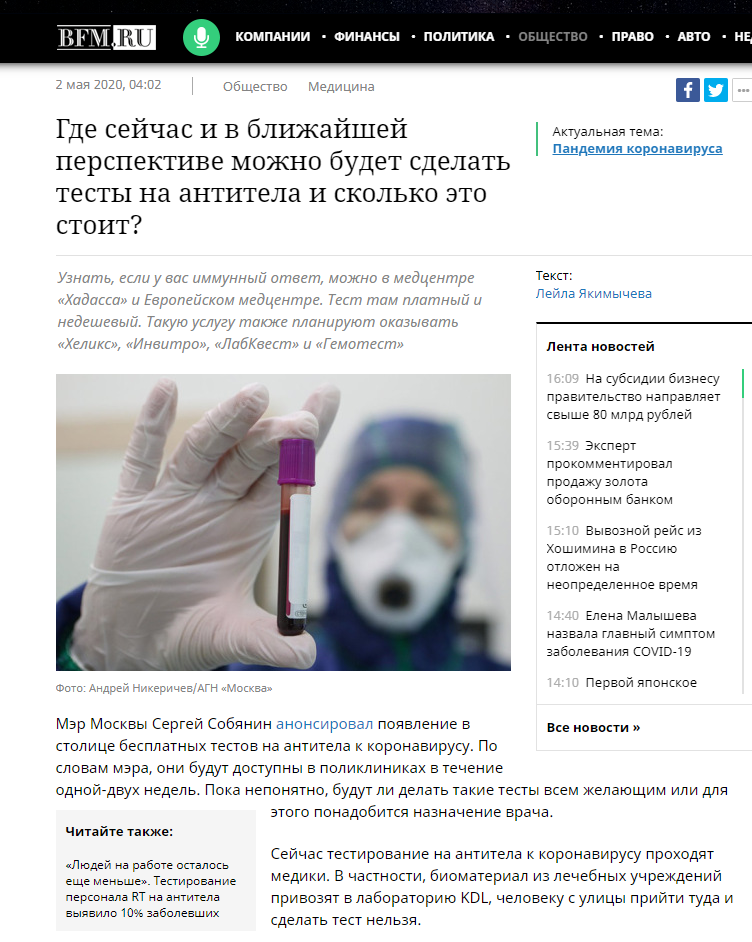 BFM.RU
КОМПАНИИ • ФИНАНСЫ • ПОЛИТИКА • ОБЩЕСТВО • ПРАВО • АВТО • НЕД
2 мая 2020, 04:02
Общество Медицина
Где сейчас и в ближайшей
перспективе можно будет сделать
тесты на антитела и сколько это
стоит?
Актуальная тема:
Пандемия коронавируса
Узнать, если у вас иммунный ответ, можно в медцентре
«Хадасса» и Европейском медцентре. Тест там платный и
недешевый. Такую услугу также планируют оказывать
«Хеликс», «Инвитро», «ЛабКвест» и «Гемотест»
Текст:
Лейла Якимычева
Лента новостей
16:09 На субсидии бизнесу
правительство направляет
свыше 80 млрд рублей
15:39 Эксперт
прокомментировал
продажу золота
оборонным банком
15:10 Вывозной рейс из
Хошимина в Россию
отложен на
неопределенное время
14:40 Елена Малышева
назвала главный симптом
заболевания COVID-19
14:10 Первой японское
Все новости »
Фото: Андрей Никеричев/АГН «Москва»
Мэр Москвы Сергей Собянин анонсировал появление в
столице бесплатных тестов на антитела к коронавирусу. По
словам мэра, они будут доступны в поликлиниках в течение
одной-двух недель. Пока непонятно, будут ли делать такие тесты всем желающим или для
этого понадобится назначение врача.
Читайте также:
«Людей на работе осталось
еще меньше». Тестирование
персонала RT на антитела
выявило 10% заболевших
Сейчас тестирование на антитела к коронавирусу проходят
медики. В частности, биоматериал из лечебных учреждений
привозят в лабораторию KDL, человеку с улицы прийти туда и
сделать тест нельзя.